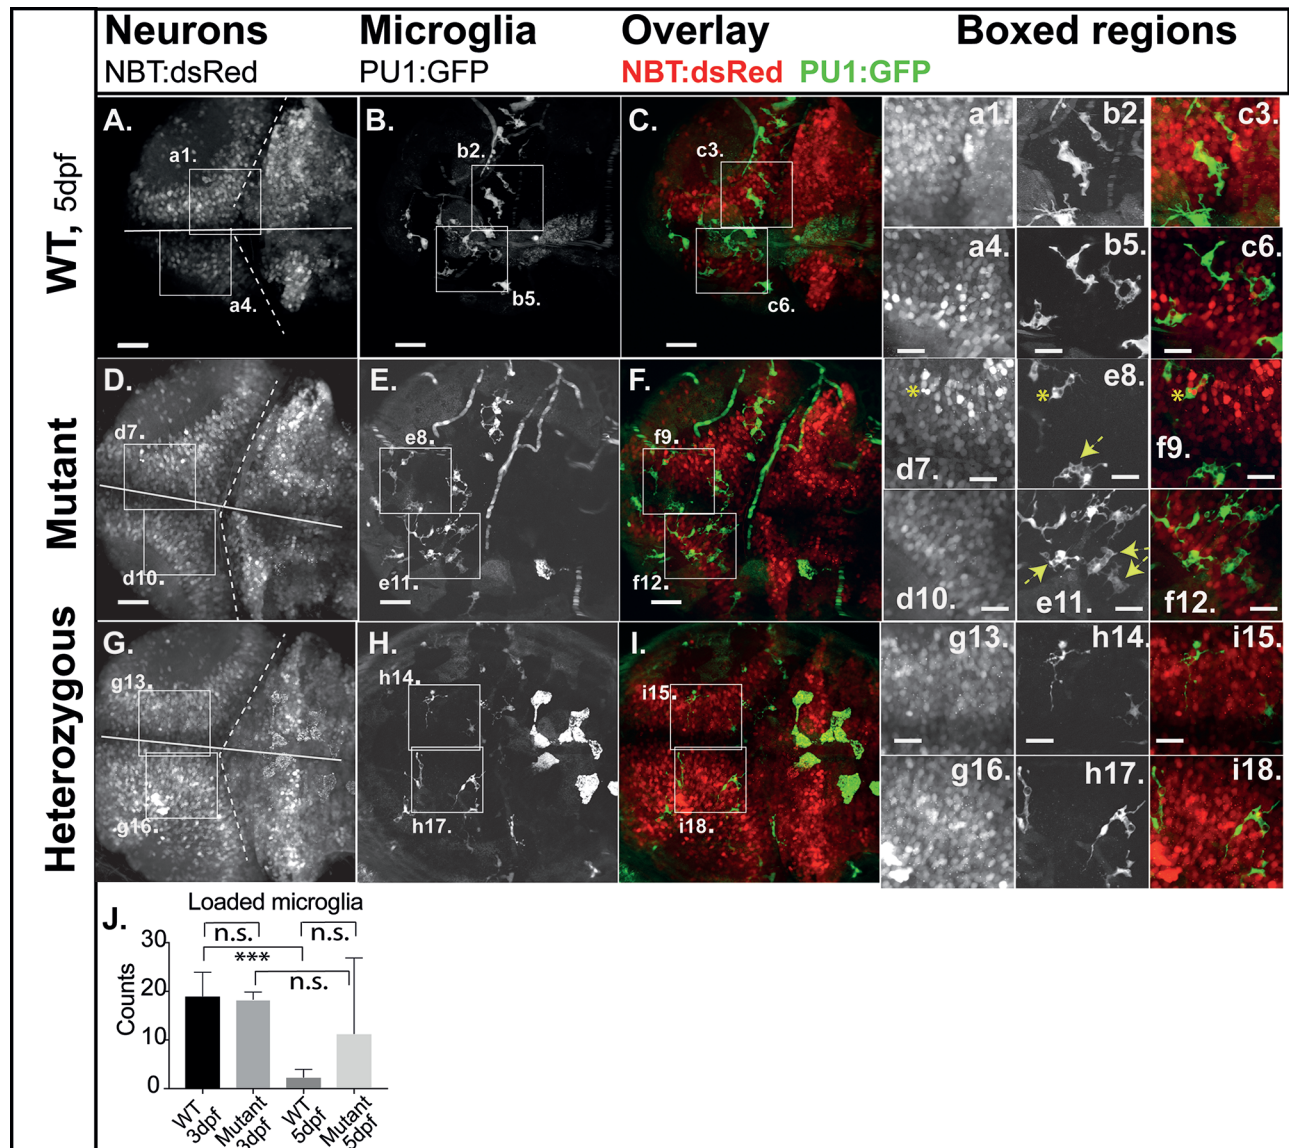 Neurons Microglia Overlay Boxed regions
NBT:dsRed PU1:GFP NBT:dsRed PU1:GFP
WT, 5dpf
A. a1. a4.
B. b2. b5.
C. c3. c6.
a1. b2. c3.
a4. b5. c6.
Mutant
D. d7. d10.
E. e8. e11.
F. f9. f12.
* d7. * e8. * f9.
d10. e11. f12.
Heterozygous
G. g13. g16.
H. h14. h17.
I. i15. i18.
g13. h14. i15.
g16. h17. i18.
J. Loaded microglia
n.s. n.s.
***
n.s.
Counts
30
20
10
0
WT 3dpf
Mutant 3dpf
WT 5dpf
Mutant 5dpf